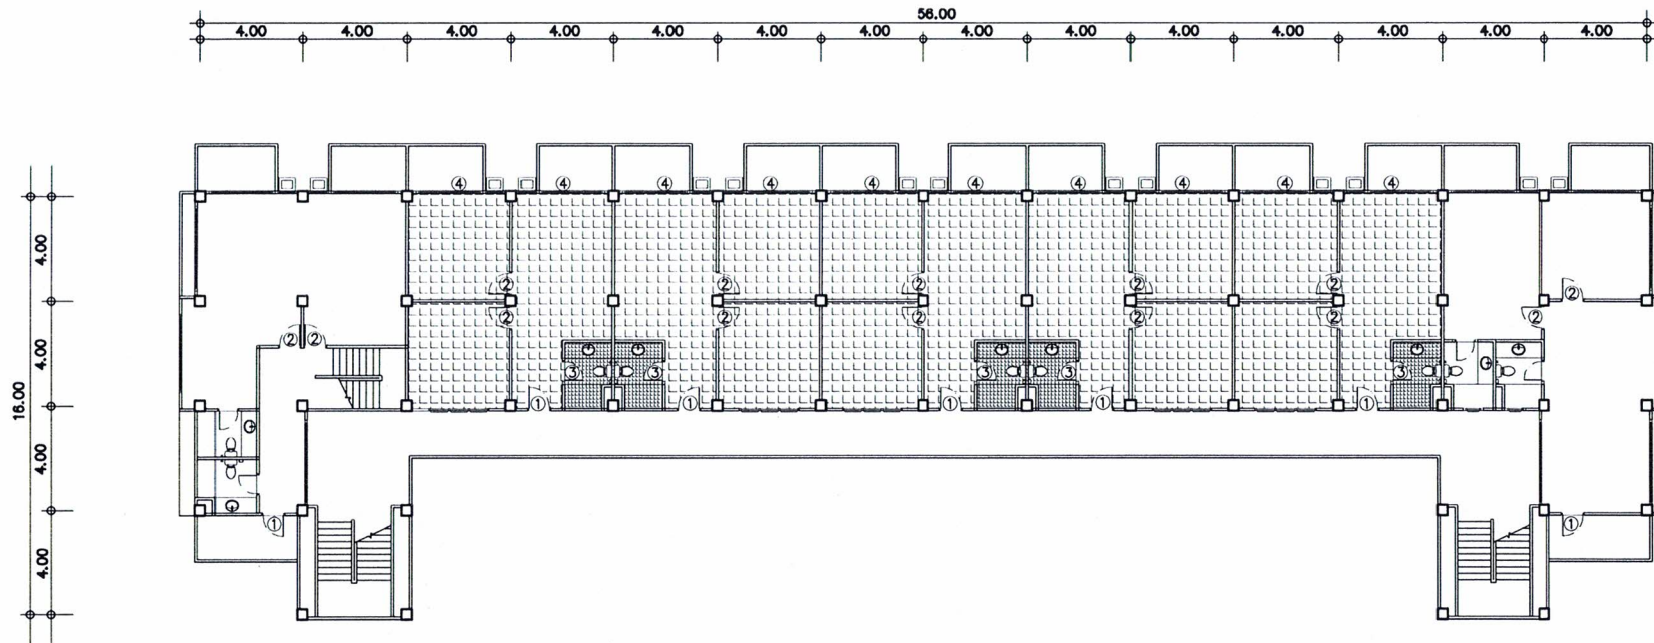 56.00
4.00 4.00 4.00 4.00 4.00 4.00 4.00 4.00 4.00 4.00 4.00 4.00 4.00 4.00
④ ④ ④ ④ ④ ④ ④ ④ ④ ④
4.00
② ② ② ② ② ②
② ② ② ② ② ②
② ②
4.00
③ ③ ③ ③ ③
16.00
① ① ① ① ①
4.00
① ①
4.00